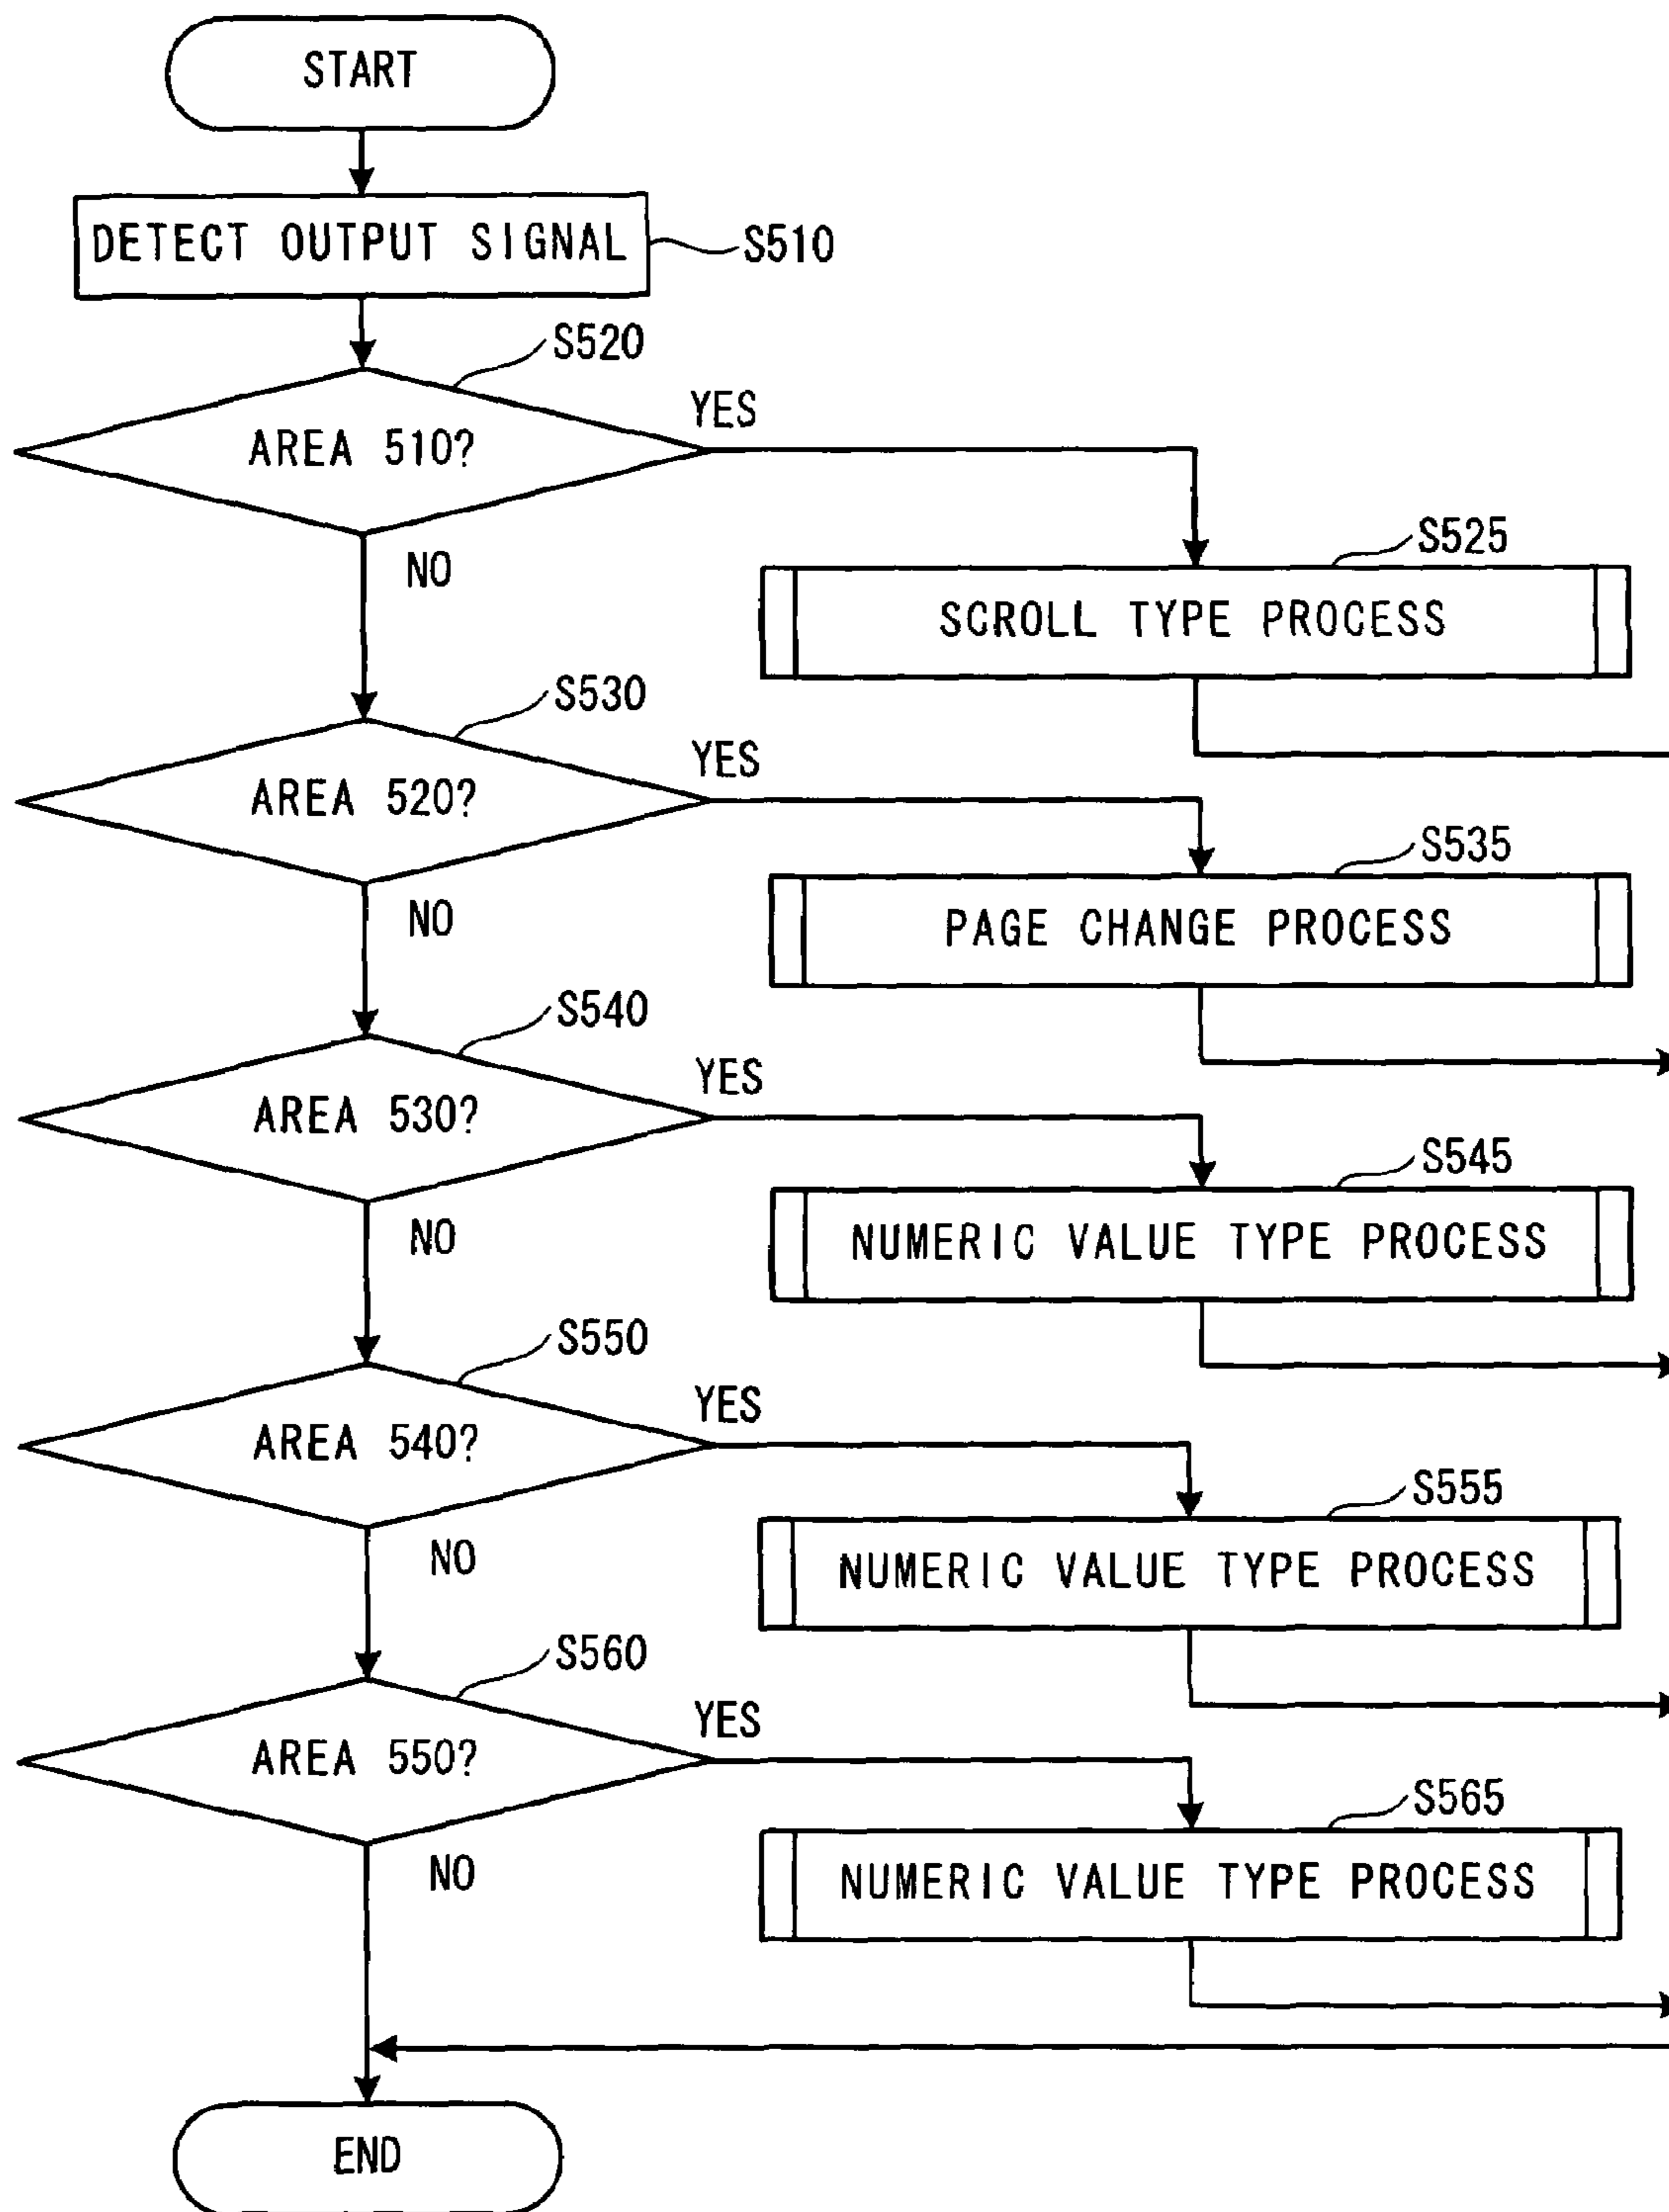 START
DETECT OUTPUT SIGNAL
S510
S520
AREA 510?
YES
NO
S525
SCROLL TYPE PROCESS
S530
AREA 520?
YES
NO
S535
PAGE CHANGE PROCESS
S540
AREA 530?
YES
NO
S545
NUMERIC VALUE TYPE PROCESS
S550
AREA 540?
YES
NO
S555
NUMERIC VALUE TYPE PROCESS
S560
AREA 550?
YES
NO
S565
NUMERIC VALUE TYPE PROCESS
END